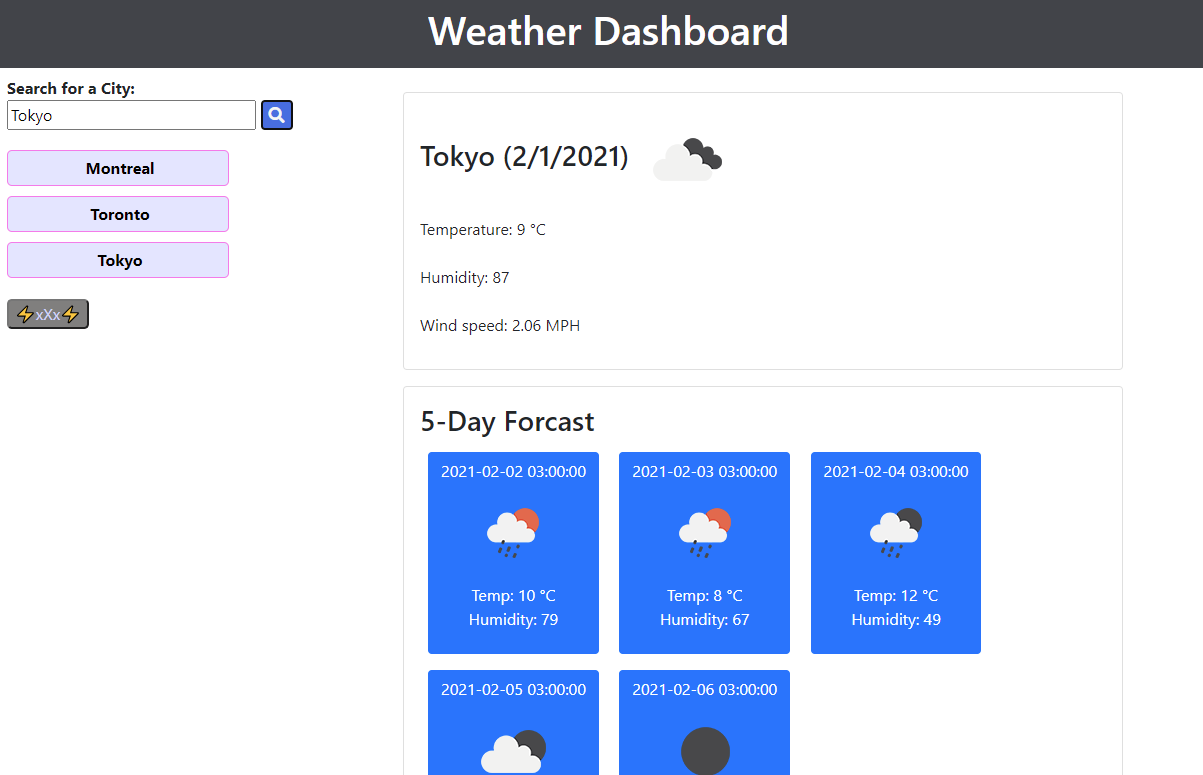 Weather Dashboard
Search for a City:
Tokyo
Montreal
Toronto
Tokyo
⚡xXx⚡
Tokyo (2/1/2021)
Temperature: 9 °C
Humidity: 87
Wind speed: 2.06 MPH
5-Day Forcast
2021-02-02 03:00:00
Temp: 10 °C
Humidity: 79
2021-02-03 03:00:00
Temp: 8 °C
Humidity: 67
2021-02-04 03:00:00
Temp: 12 °C
Humidity: 49
2021-02-05 03:00:00
2021-02-06 03:00:00